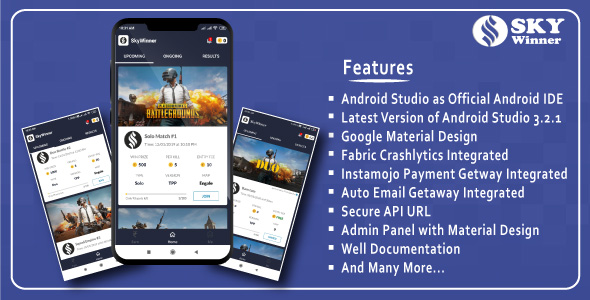 SKY
Winner
Features
Android Studio as Official Android IDE
Latest Version of Android Studio 3.2.1
Google Material Design
Fabric Crashlytics Integrated
Instamojo Payment Getway Integrated
Auto Email Getaway Integrated
Secure API URL
Admin Panel with Material Design
Well Documentation
And Many More...
SkyWinner
UPCOMING ONGOING RESULTS
BATTLEGROUNDS
Solo Match #1
WIN PRIZE PER KILL ENTRY FEE
500 5 10
TYPE VERSION MAP
Solo TPP
JOIN
Home
DUO